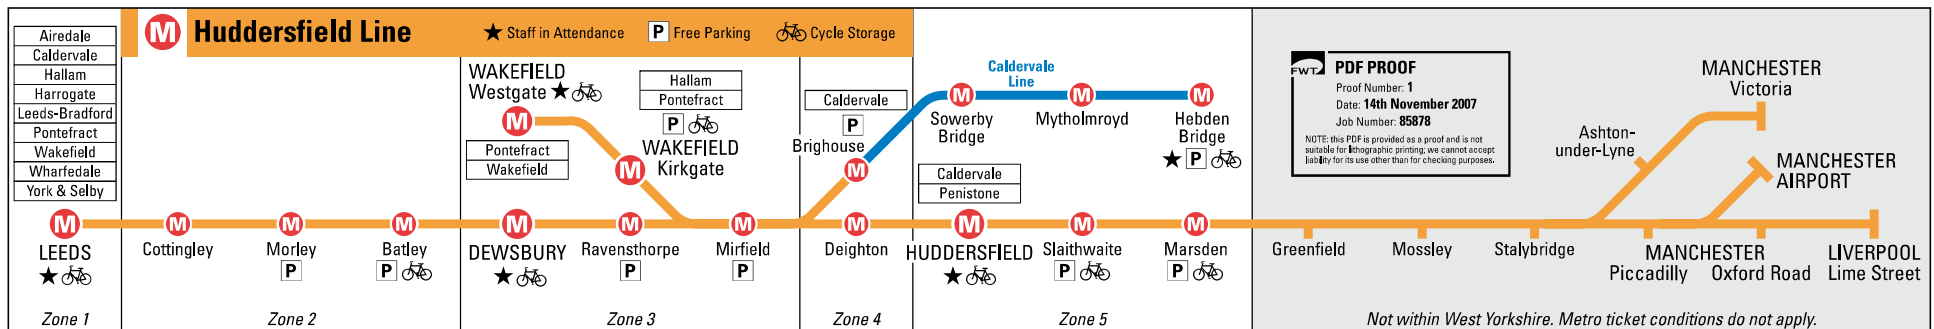 Airedale
Caldervale
Hallam
Harrogate
Leeds-Bradford
Pontefract
Wakefield
Wharfedale
York & Selby
M Huddersfield Line
Staff in Attendance
P Free Parking
Cycle Storage
M
LEEDS
M
Cottingley
M
Morley
P
M
Batley
P
WAKEFIELD
Westgate
M
Pontefract
Wakefield
Hallam
Pontefract
P
WAKEFIELD
Kirkgate
M
M
DEWSBURY
M
Ravensthorpe
P
M
Mirfield
P
Caldervale
P
Brighouse
M
M
Deighton
Caldervale
Line
M
Sowerby
Bridge
M
Mytholmroyd
M
Hebden
Bridge
P
Caldervale
Penistone
M
HUDDERSFIELD
M
Slaithwaite
P
M
Marsden
P
FWT
PDF PROOF
Proof Number: 1
Date: 14th November 2007
Job Number: 85878
NOTE: this PDF is provided as a proof and is not
suitable for lithographic printing; we cannot accept
liability for its use other than for checking purposes.
Greenfield
Mossley
Stalybridge
Ashton-
under-Lyne
MANCHESTER
Victoria
MANCHESTER
AIRPORT
MANCHESTER
Piccadilly
Oxford Road
LIVERPOOL
Lime Street
Zone 1
Zone 2
Zone 3
Zone 4
Zone 5
Not within West Yorkshire. Metro ticket conditions do not apply.